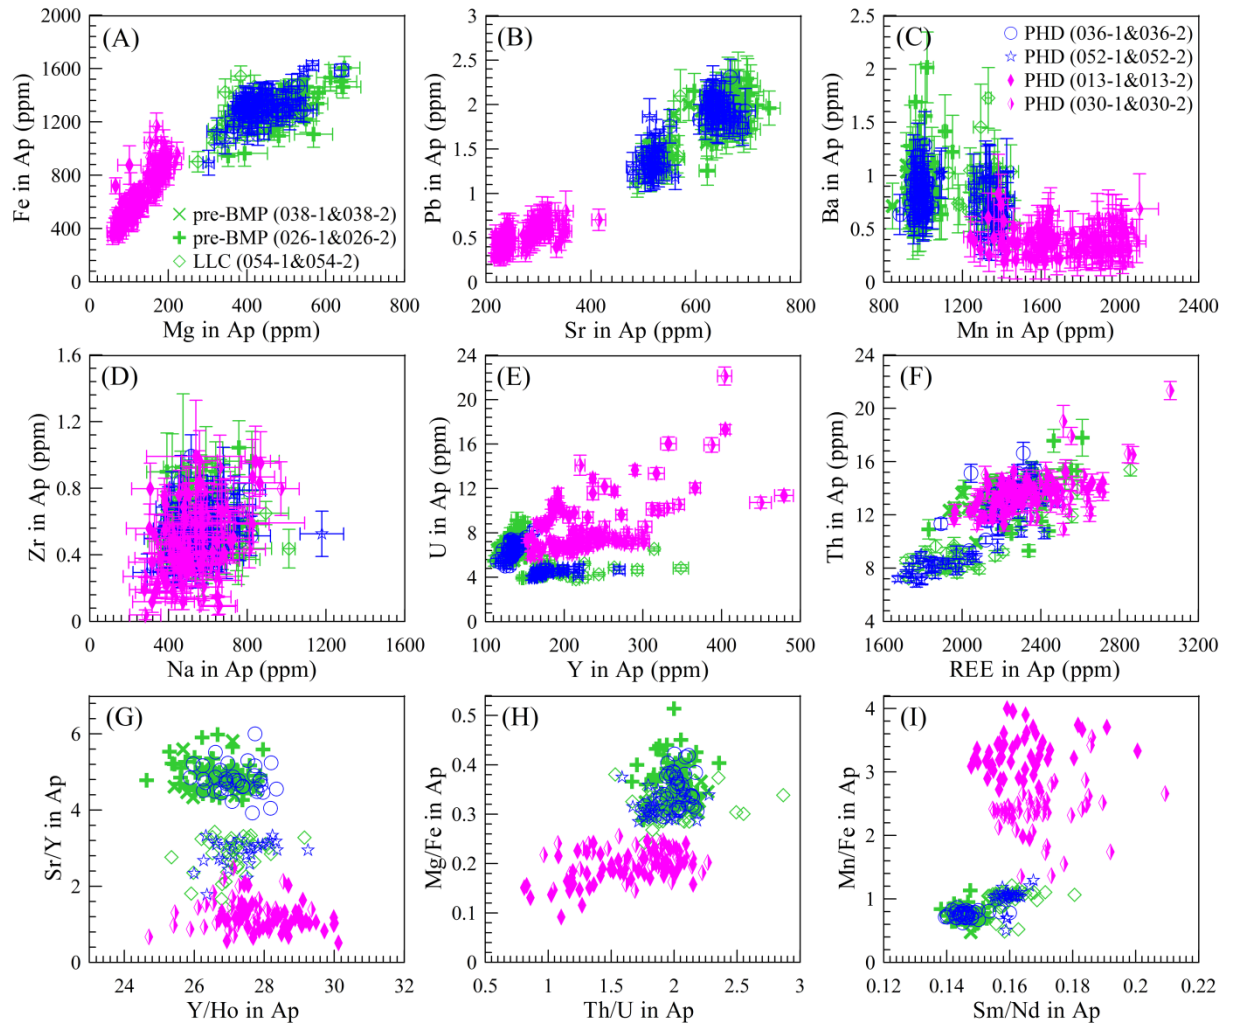 (A)
Fe in Ap (ppm)
2000
1600
1200
800
400
0
pre-BMP (038-1&038-2)
pre-BMP (026-1&026-2)
LLC (054-1&054-2)
0 200 400 600 800
Mg in Ap (ppm)
(B)
Pb in Ap (ppm)
3
2.5
2
1.5
1
0.5
0
200 400 600 800
Sr in Ap (ppm)
(C)
Ba in Ap (ppm)
2.5
2
1.5
1
0.5
0
PHD (036-1&036-2)
PHD (052-1&052-2)
PHD (013-1&013-2)
PHD (030-1&030-2)
800 1200 1600 2000 2400
Mn in Ap (ppm)
(D)
Zr in Ap (ppm)
1.6
1.2
0.8
0.4
0
0 400 800 1200 1600
Na in Ap (ppm)
(E)
U in Ap (ppm)
24
22
20
18
16
14
12
10
8
6
4
2
0
100 200 300 400 500
Y in Ap (ppm)
(F)
Th in Ap (ppm)
24
20
16
12
8
4
1600 2000 2400 2800 3200
REE in Ap (ppm)
(G)
Sr/Y in Ap
6
4
2
0
24 26 28 30 32
Y/Ho in Ap
(H)
Mg/Fe in Ap
0.5
0.4
0.3
0.2
0.1
0
0.5 1 1.5 2 2.5 3
Th/U in Ap
(I)
Mn/Fe in Ap
4
3
2
1
0
0.12 0.14 0.16 0.18 0.2 0.22
Sm/Nd in Ap